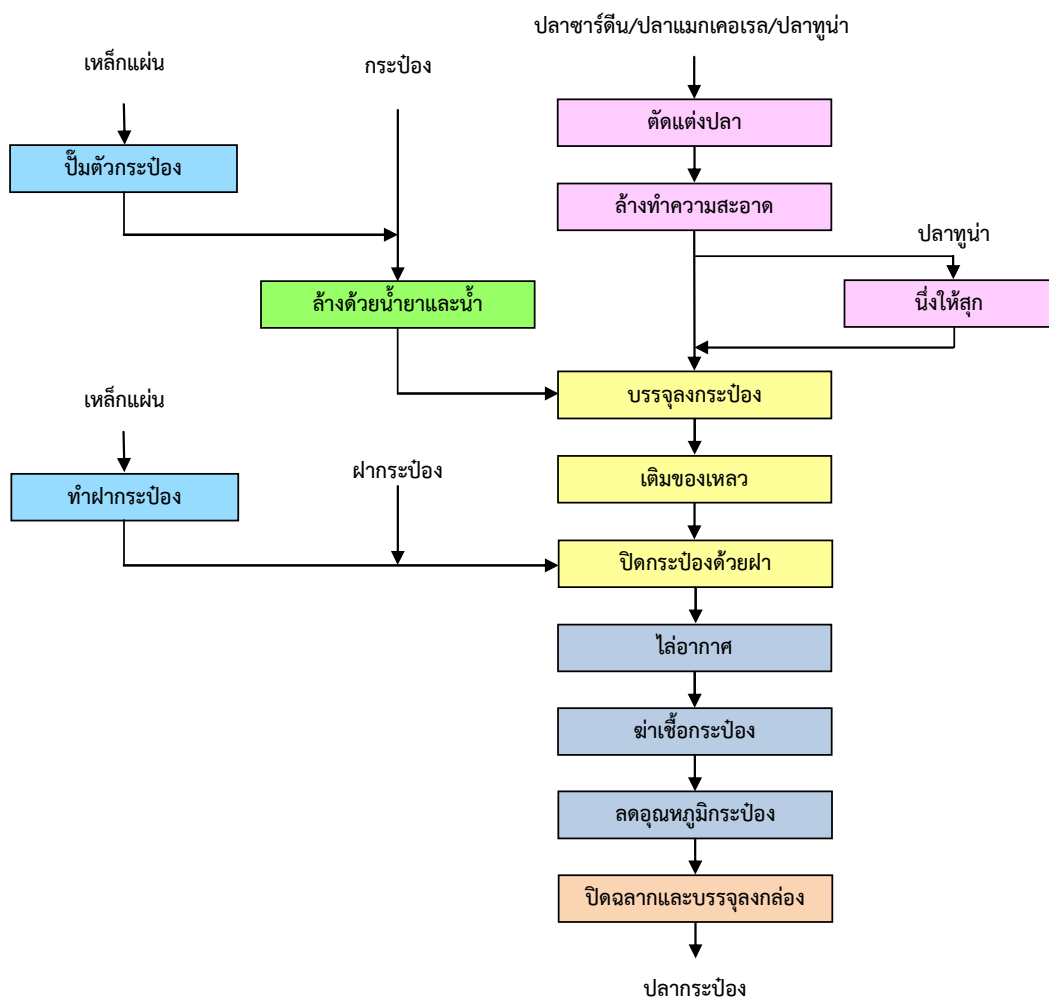 ปลาซาร์ดีน/ปลาแมกเคอเรล/ปลาทูน่า
เหล็กแผ่น
กระป๋อง
ตัดแต่งปลา
ปั๊มตัวกระป๋อง
ล้างทำความสะอาด
ปลาทูน่า
ล้างด้วยน้ำยาและน้ำ
นึ่งให้สุก
บรรจุลงกระป๋อง
เหล็กแผ่น
ฝากระป๋อง
เติมของเหลว
ทำฝากระป๋อง
ปิดกระป๋องด้วยฝา
ไล่อากาศ
ฆ่าเชื้อกระป๋อง
ลดอุณหภูมิกระป๋อง
ปิดฉลากและบรรจุลงกล่อง
ปลากระป๋อง